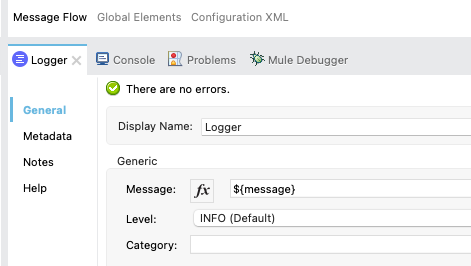 Message Flow Global Elements Configuration XML
Logger Console Problems Mule Debugger
There are no errors.
General
Metadata
Notes
Help
Display Name: Logger
Generic
Message: fx ${message}
Level: INFO (Default)
Category: